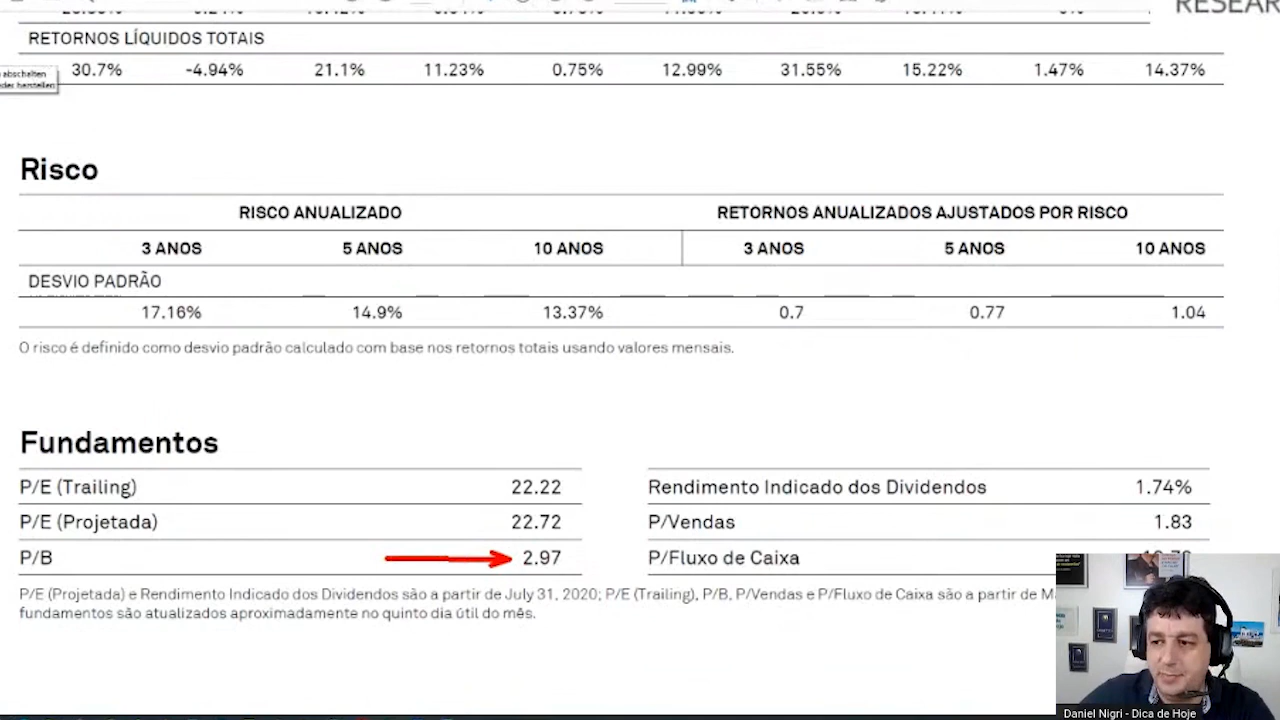 RESEAR
RETORNOS LÍQUIDOS TOTAIS
abschalten
30.7% -4.94% 21.1% 11.23% 0.75% 12.99% 31.55% 15.22% 1.47% 14.37%
herstellen
Risco
RISCO ANUALIZADO RETORNOS ANUALIZADOS AJUSTADOS POR RISCO
3 ANOS 5 ANOS 10 ANOS 3 ANOS 5 ANOS 10 ANOS
DESVIO PADRÃO
17.16% 14.9% 13.37% 0.7 0.77 1.04
O risco é definido como desvio padrão calculado com base nos retornos totais usando valores mensais.
Fundamentos
P/E (Trailing) 22.22 Rendimento Indicado dos Dividendos 1.74%
P/E (Projetada) 22.72 P/Vendas 1.83
P/B 2.97 P/Fluxo de Caixa
P/E (Projetada) e Rendimento Indicado dos Dividendos são a partir de July 31, 2020; P/E (Trailing), P/B, P/Vendas e P/Fluxo de Caixa são a partir de
fundamentos são atualizados aproximadamente no quinto dia útil do mês.
Daniel Nigri - Dica de Hoje